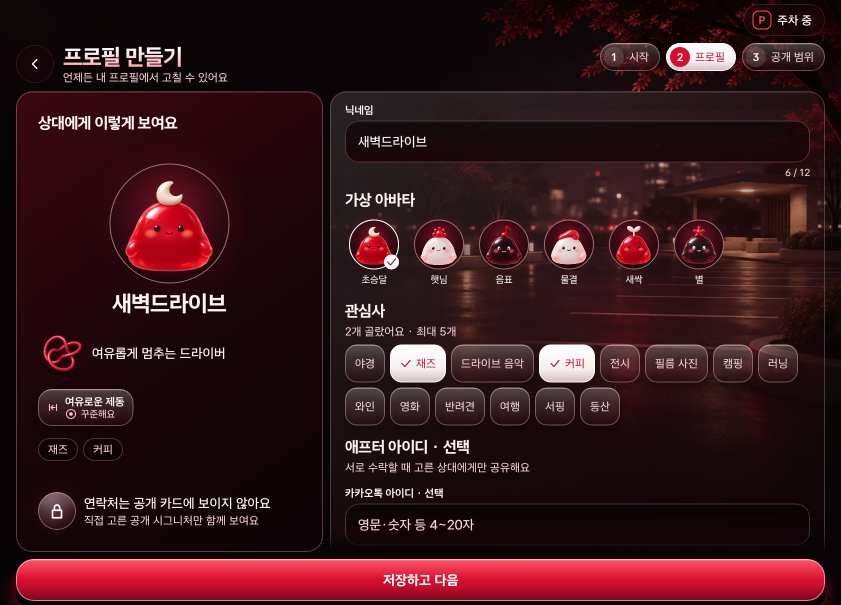 P 주차 중
프로필 만들기
언제든 내 프로필에서 고칠 수 있어요
1 시작
2 프로필
3 공개 범위
상대에게 이렇게 보여요
새벽드라이브
여유롭게 멈추는 드라이버
여유로운 제동
꾸준해요
재즈
커피
연락처는 공개 카드에 보이지 않아요
직접 고른 공개 시그니처만 함께 보여요
닉네임
새벽드라이브
6 / 12
가상 아바타
초승달
햇님
음표
물결
새싹
별
관심사
2개 골랐어요 · 최대 5개
야경
재즈
드라이브 음악
커피
전시
필름 사진
캠핑
러닝
와인
영화
반려견
여행
서핑
등산
애프터 아이디 · 선택
서로 수락할 때 고른 상대에게만 공유해요
카카오톡 아이디 · 선택
영문·숫자 등 4~20자
저장하고 다음